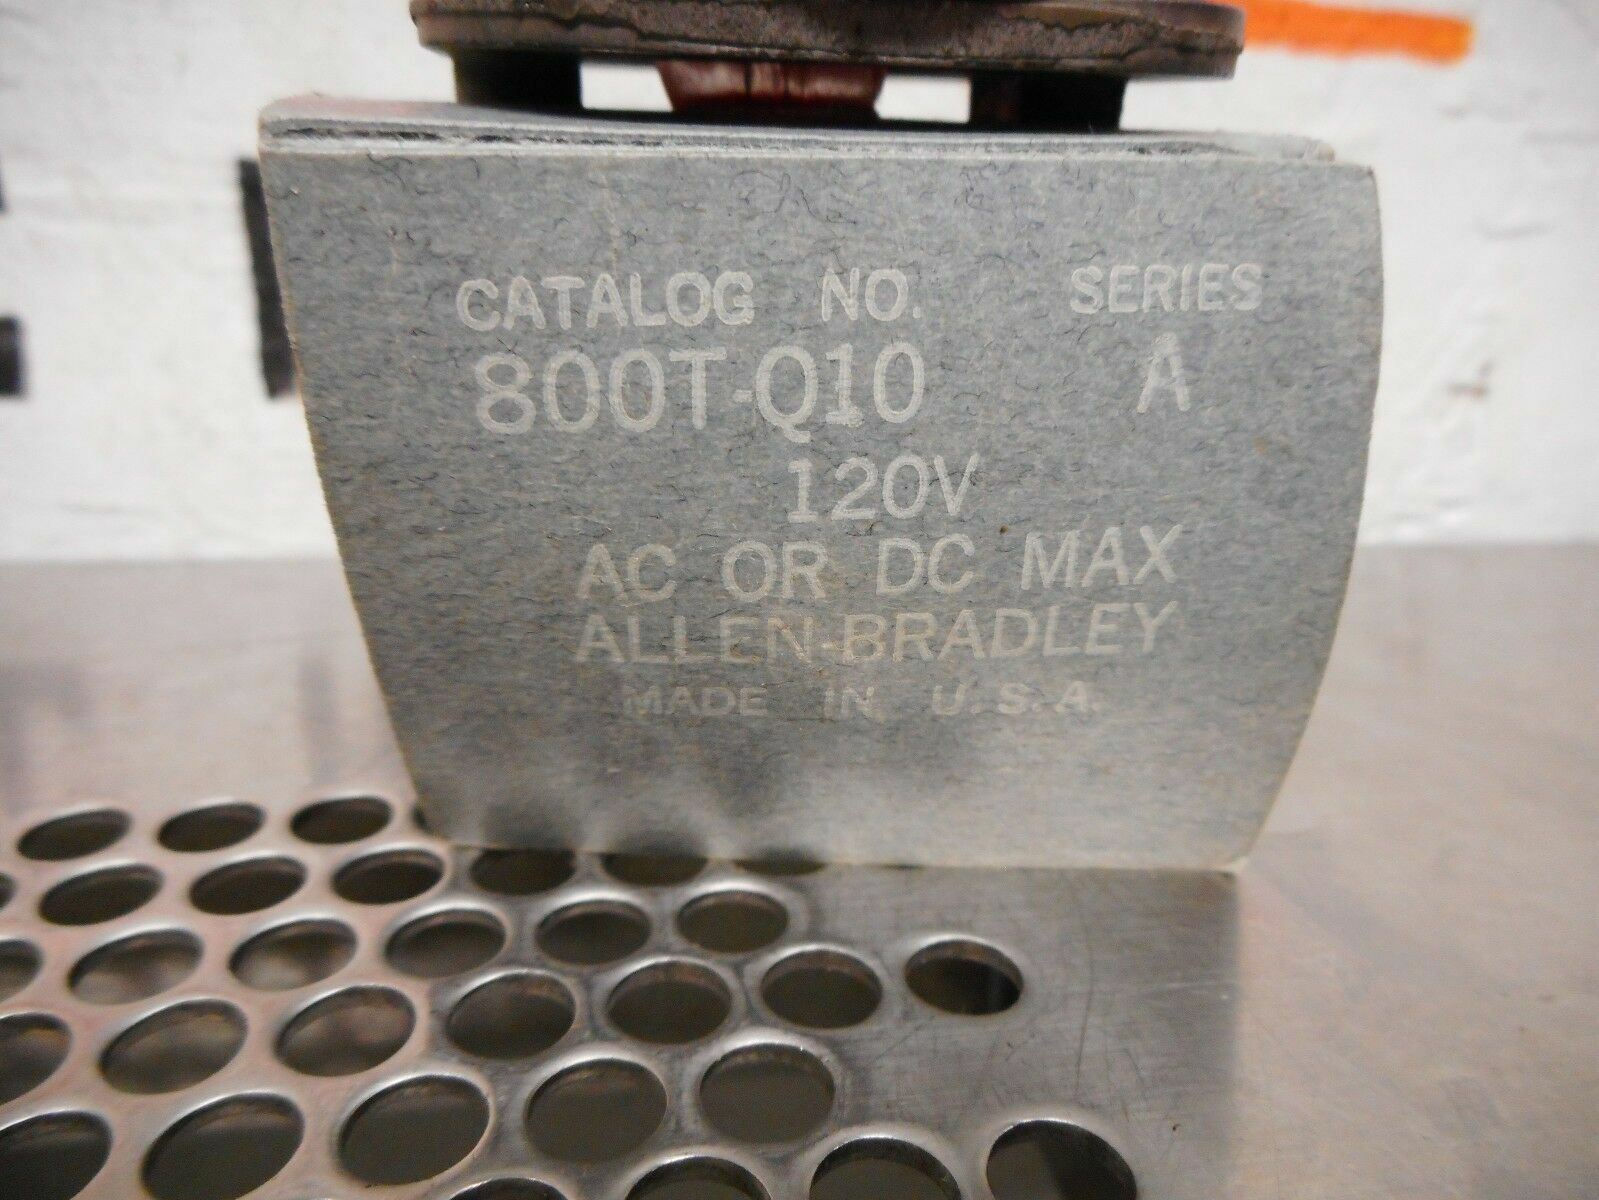 CATALOG NO. SERIES
800T-Q10 A
120V
AC OR DC MAX
ALLEN-BRADLEY
MADE IN U.S.A.